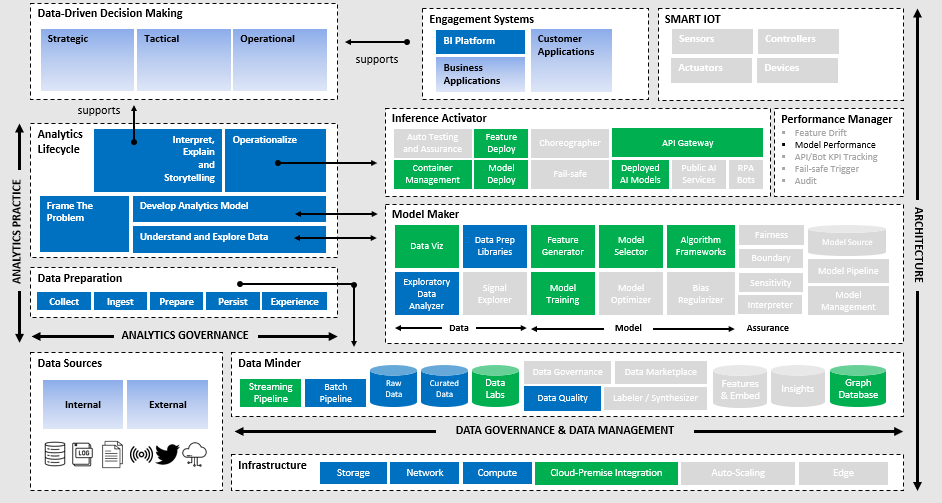 Data-Driven Decision Making
Strategic
Tactical
Operational
supports
supports
Engagement Systems
BI Platform
Business
Applications
Customer
Applications
SMART IOT
Sensors
Controllers
Actuators
Devices
ANALYTICS PRACTICE
Analytics
Lifecycle
Interpret,
Explain
and
Storytelling
Operationalize
Frame The
Problem
Develop Analytics Model
Understand and Explore Data
Data Preparation
Collect
Ingest
Prepare
Persist
Experience
ANALYTICS GOVERNANCE
Inference Activator
Auto Testing
and Assurance
Feature
Deploy
Choreographer
API Gateway
Container
Management
Model
Deploy
Fail-safe
Deployed
AI Models
Public AI
Services
RPA
Bots
Performance Manager
▪ Feature Drift
▪ Model Performance
▪ API/Bot KPI Tracking
▪ Fail-safe Trigger
▪ Audit
ARCHITECTURE
Model Maker
Data Viz
Data Prep
Libraries
Feature
Generator
Model
Selector
Algorithm
Frameworks
Fairness
Boundary
Sensitivity
Interpreter
Model Source
Model Pipeline
Model
Management
Exploratory
Data
Analyzer
Signal
Explorer
Model
Training
Model
Optimizer
Bias
Regularizer
Data
Model
Assurance
Data Sources
Internal
External
LOG
Data Minder
Streaming
Pipeline
Batch
Pipeline
Raw
Data
Curated
Data
Data
Labs
Data Governance
Data Marketplace
Data Quality
Labeler / Synthesizer
Features
& Embed
Insights
Graph
Database
DATA GOVERNANCE & DATA MANAGEMENT
Infrastructure
Storage
Network
Compute
Cloud-Premise Integration
Auto-Scaling
Edge